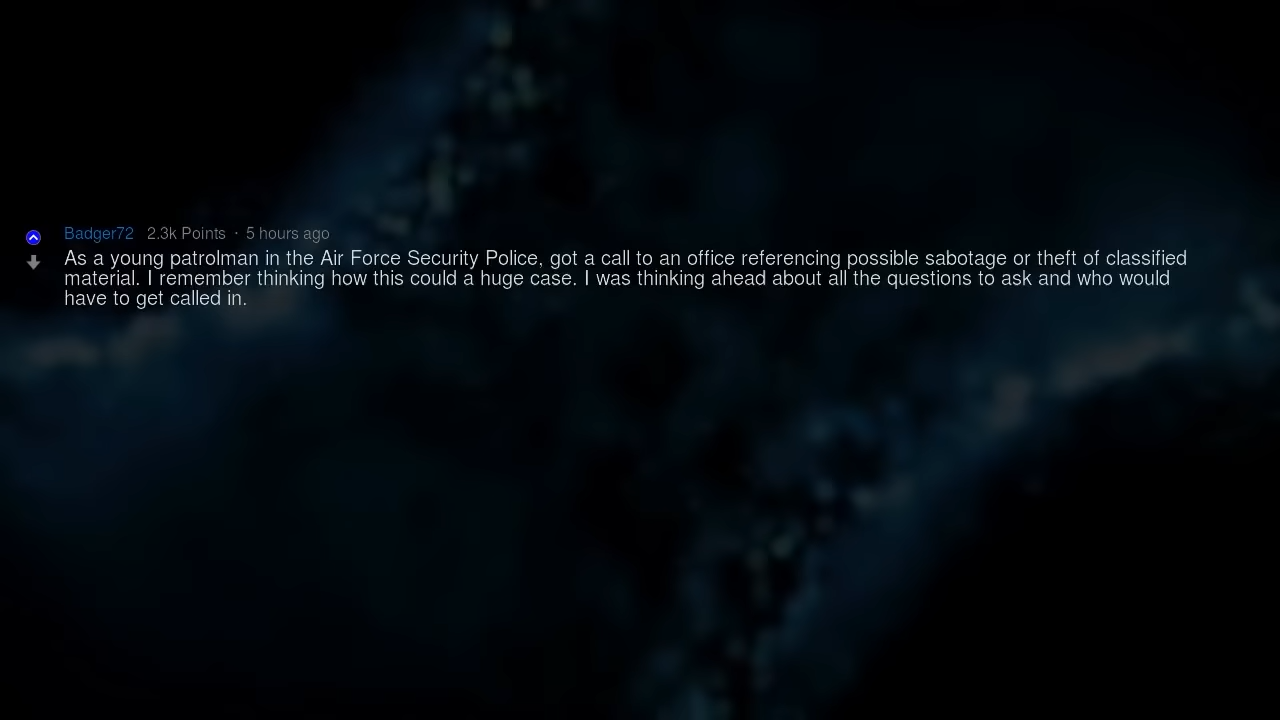 Badger72 2.3k Points · 5 hours ago
As a young patrolman in the Air Force Security Police, got a call to an office referencing possible sabotage or theft of classified
material. I remember thinking how this could a huge case. I was thinking ahead about all the questions to ask and who would
have to get called in.